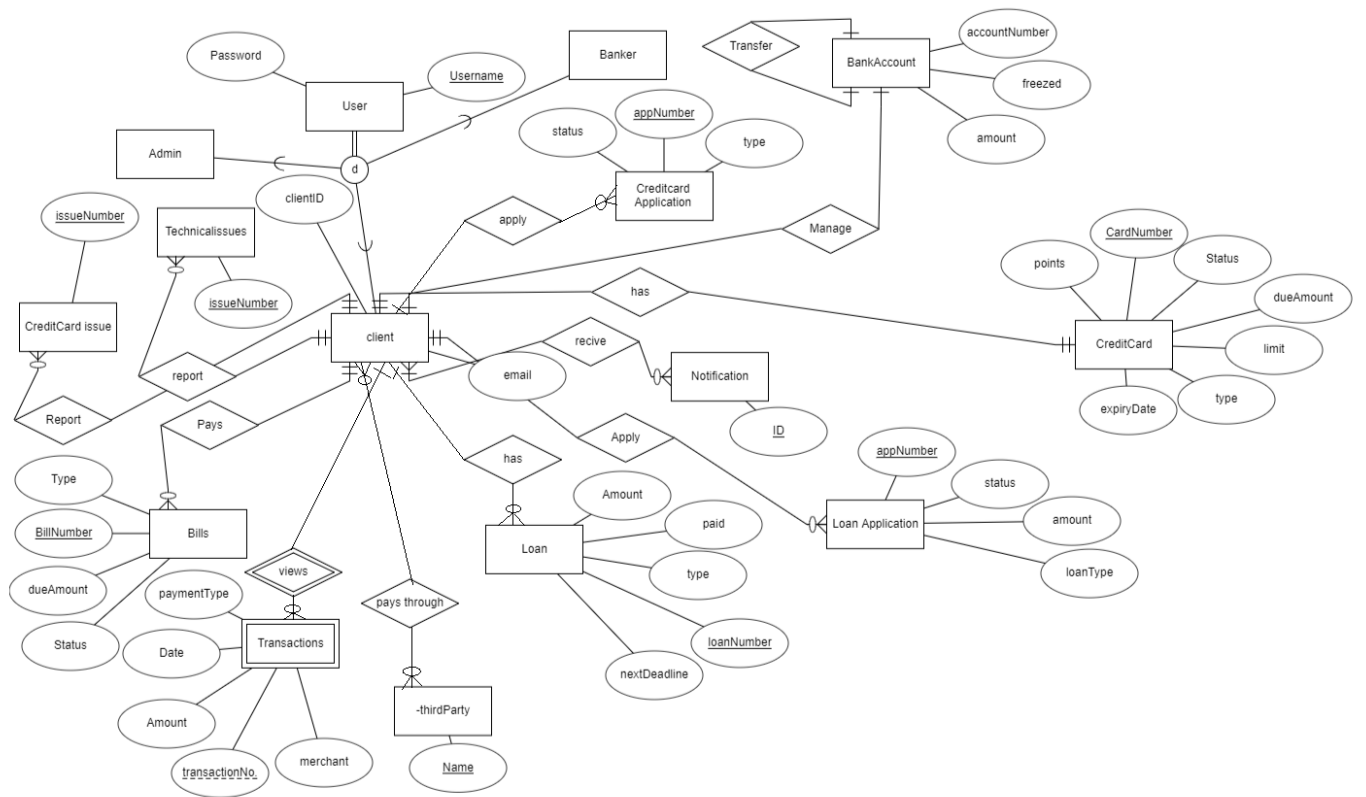 accountNumber
Transfer
Banker
BankAccount
Password
Username
freezed
User
appNumber
amount
status
type
Admin
d
Creditcard
Application
clientID
issueNumber
apply
Technicalissues
Manage
CardNumber
Status
points
issueNumber
has
dueAmount
CreditCard issue
client
recive
CreditCard
limit
report
email
Notification
type
expiryDate
Report
Pays
Apply
ID
has
appNumber
Type
status
Amount
BillNumber
Bills
paid
Loan Application
amount
Loan
views
type
loanType
dueAmount
paymentType
pays through
Status
Date
Transactions
loanNumber
nextDeadline
-thirdParty
Amount
merchant
Name
transactionNo.